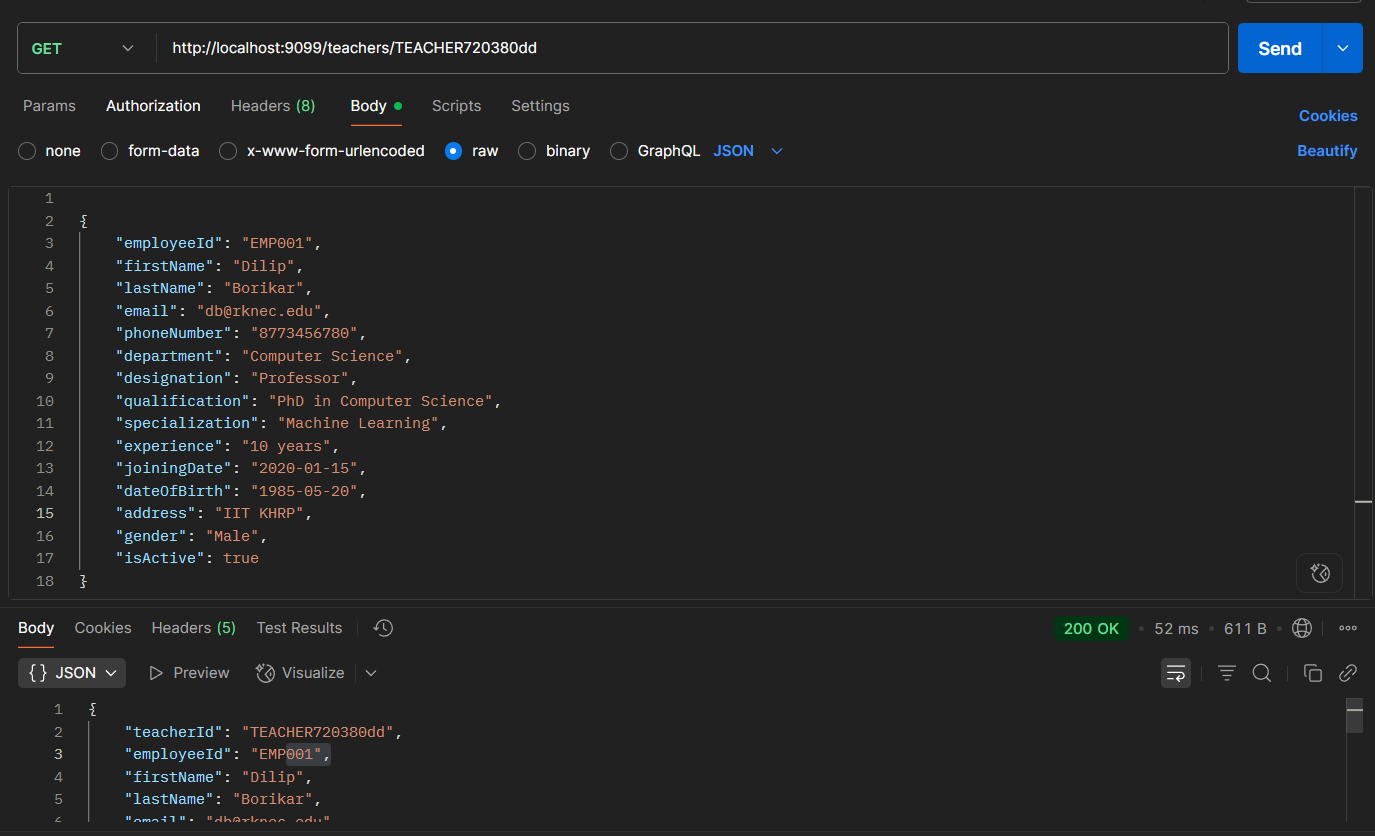 GET http://localhost:9099/teachers/TEACHER720380dd Send
Params Authorization Headers (8) Body Scripts Settings Cookies
none form-data x-www-form-urlencoded raw binary GraphQL JSON Beautify
1
2 {
3 "employeeId": "EMP001",
4 "firstName": "Dilip",
5 "lastName": "Borikar",
6 "email": "db@rknec.edu",
7 "phoneNumber": "8773456780",
8 "department": "Computer Science",
9 "designation": "Professor",
10 "qualification": "PhD in Computer Science",
11 "specialization": "Machine Learning",
12 "experience": "10 years",
13 "joiningDate": "2020-01-15",
14 "dateOfBirth": "1985-05-20",
15 "address": "IIT KHRP",
16 "gender": "Male",
17 "isActive": true
18 }
Body Cookies Headers (5) Test Results 200 OK • 52 ms • 611 B •
{} JSON Preview Visualize
1 {
2 "teacherId": "TEACHER720380dd",
3 "employeeId": "EMP001",
4 "firstName": "Dilip",
5 "lastName": "Borikar",
6 "email": "db@rknec.edu"